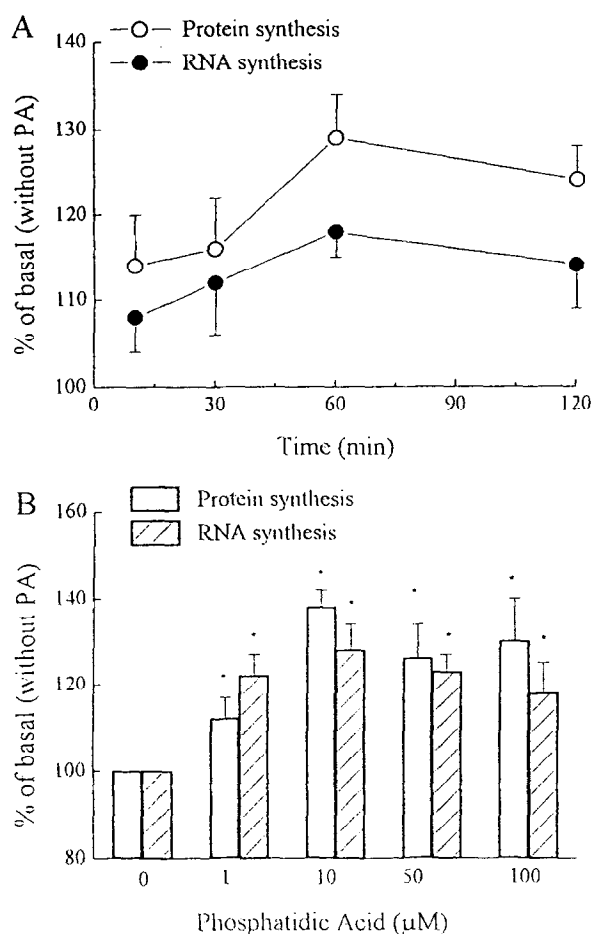 A
Protein synthesis
RNA synthesis
% of basal (without PA)
140
130
120
110
100
0
30
60
90
120
Time (min)
B
Protein synthesis
RNA synthesis
% of basal (without PA)
160
140
120
100
80
0
1
10
50
100
Phosphatidic Acid (µM)